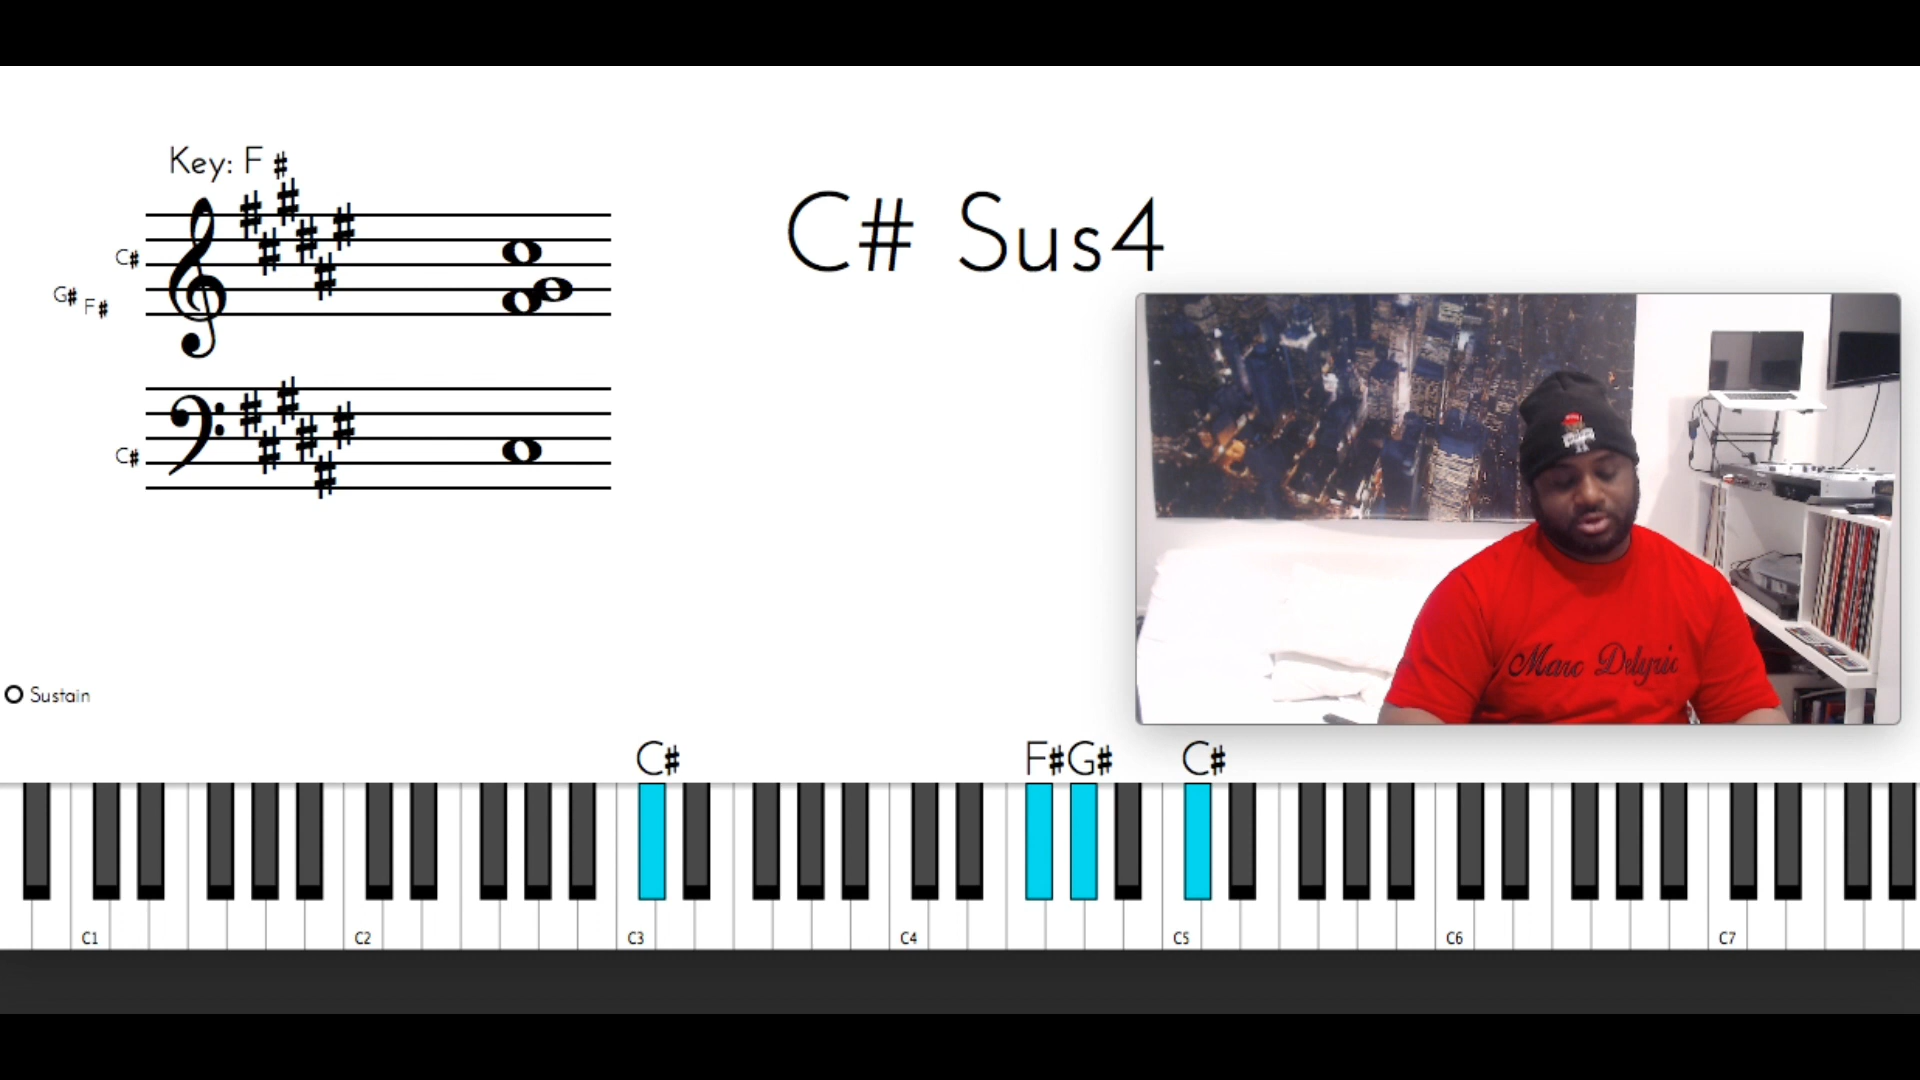 Key: F #
C# Sus4
C#
G# F#
C#
Marc Delyric
Sustain
C# F# G# C#
C1 C2 C3 C4 C5 C6 C7